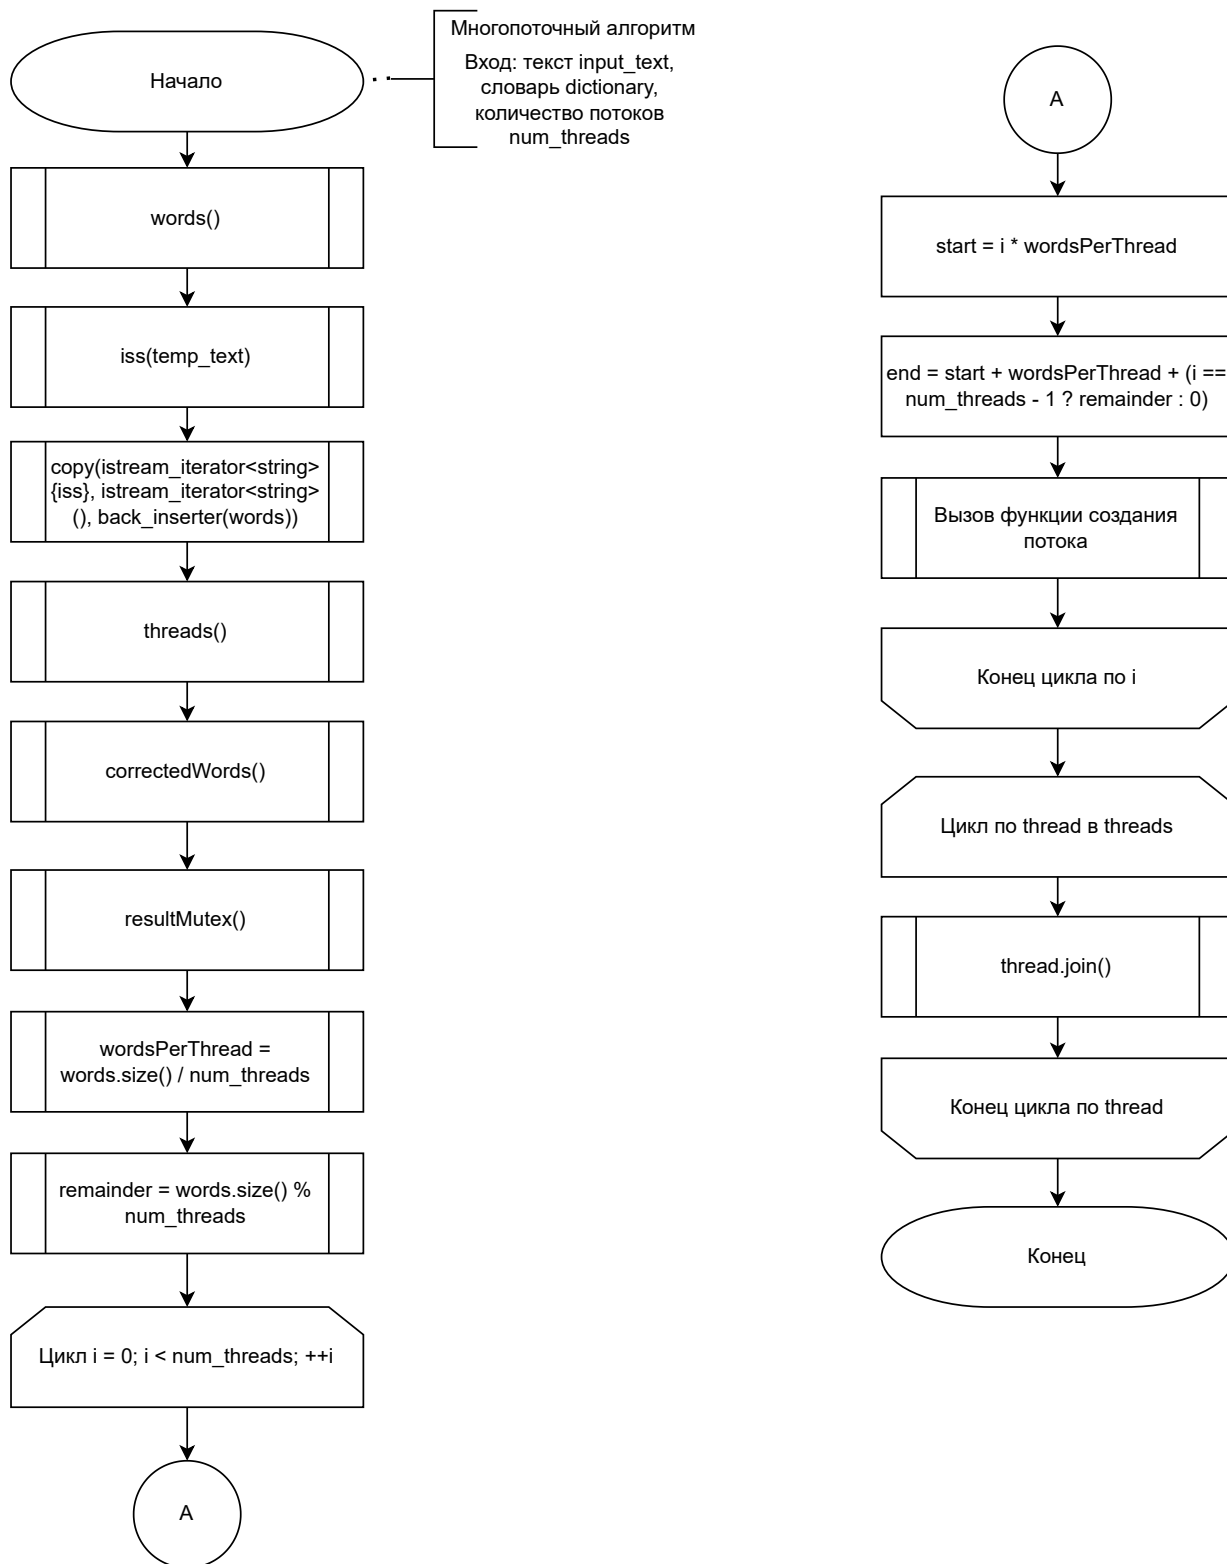 Начало
Многопоточный алгоритм
Вход: текст input_text,
словарь dictionary,
количество потоков
num_threads
words()
iss(temp_text)
copy(istream_iterator<string>
{iss}, istream_iterator<string>
(), back_inserter(words))
threads()
correctedWords()
resultMutex()
wordsPerThread =
words.size() / num_threads
remainder = words.size() %
num_threads
Цикл i = 0; i < num_threads; ++i
А
А
start = i * wordsPerThread
end = start + wordsPerThread + (i ==
num_threads - 1 ? remainder : 0)
Вызов функции создания
потока
Конец цикла по i
Цикл по thread в threads
thread.join()
Конец цикла по thread
Конец